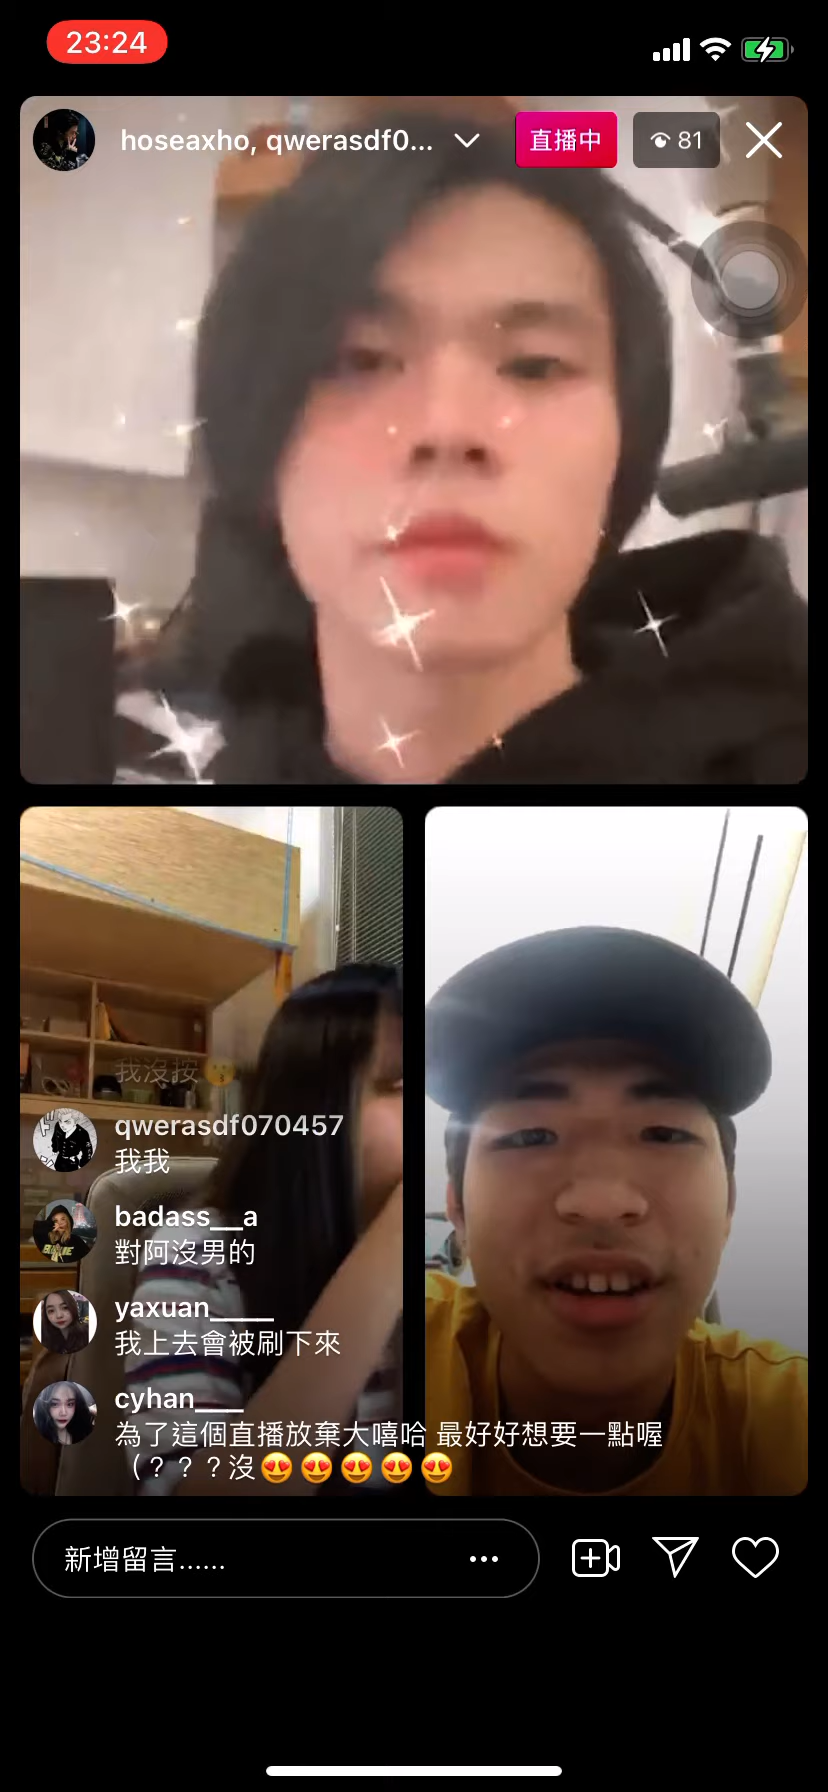 23:24
hoseaxho, qwerasdf0...
直播中
81
我沒按😗
qwerasdf070457
我我
badass__a
對阿沒男的
yaxuan____
我上去會被刷下來
cyhan___
為了這個直播放棄大嘻哈 最好好想要一點喔
（？？？沒😍😍😍😍😍
新增留言......